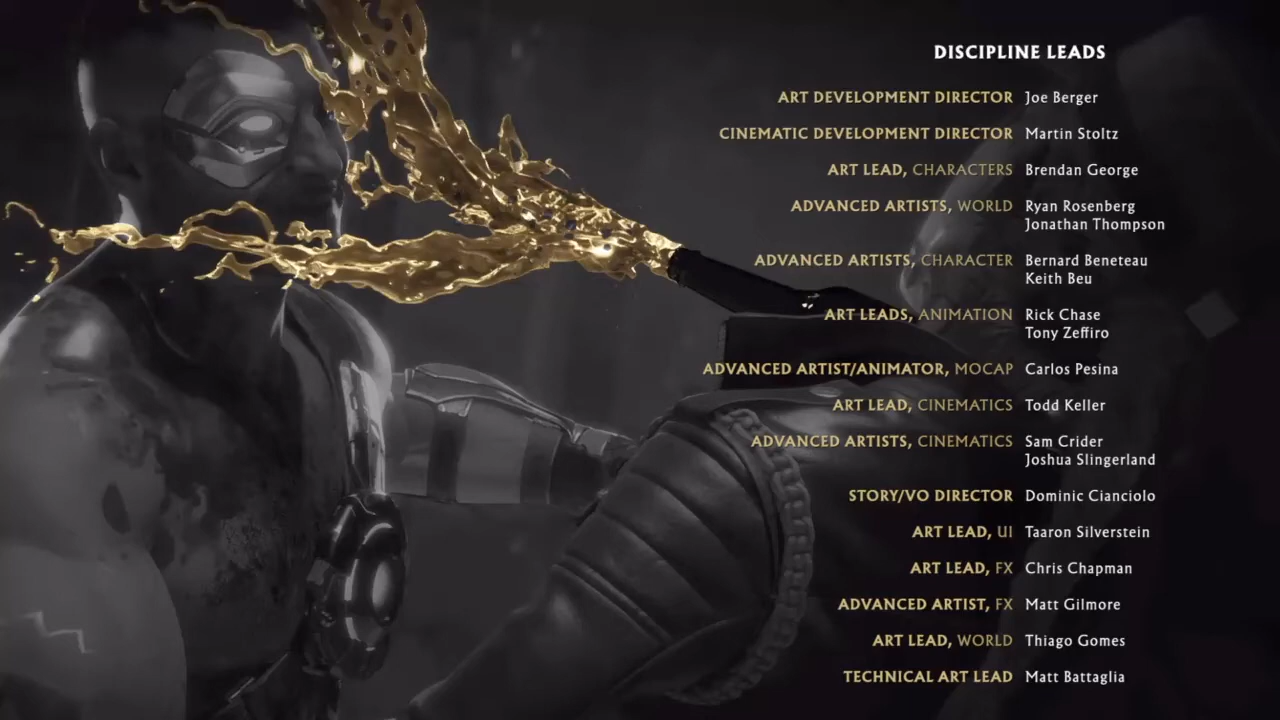 DISCIPLINE LEADS
ART DEVELOPMENT DIRECTOR Joe Berger
CINEMATIC DEVELOPMENT DIRECTOR Martin Stoltz
ART LEAD, CHARACTERS Brendan George
ADVANCED ARTISTS, WORLD Ryan Rosenberg
Jonathan Thompson
ADVANCED ARTISTS, CHARACTER Bernard Beneteau
Keith Beu
ART LEADS, ANIMATION Rick Chase
Tony Zeffiro
ADVANCED ARTIST/ANIMATOR, MOCAP Carlos Pesina
ART LEAD, CINEMATICS Todd Keller
ADVANCED ARTISTS, CINEMATICS Sam Crider
Joshua Slingerland
STORY/VO DIRECTOR Dominic Cianciolo
ART LEAD, UI Taaron Silverstein
ART LEAD, FX Chris Chapman
ADVANCED ARTIST, FX Matt Gilmore
ART LEAD, WORLD Thiago Gomes
TECHNICAL ART LEAD Matt Battaglia